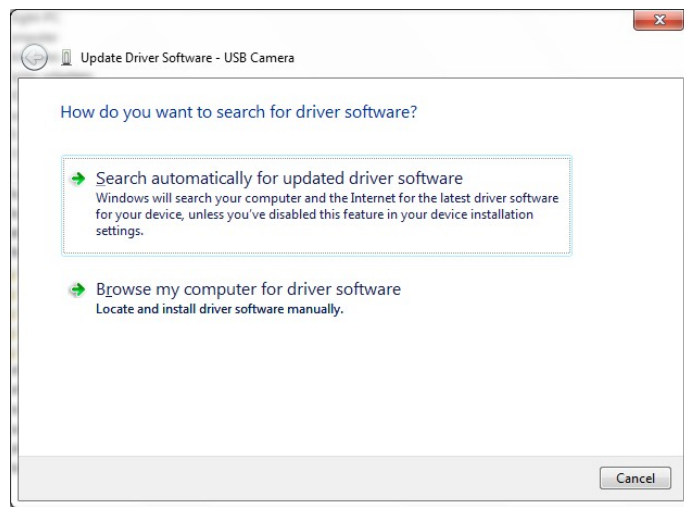 Update Driver Software - USB Camera
How do you want to search for driver software?
Search automatically for updated driver software
Windows will search your computer and the Internet for the latest driver software
for your device, unless you've disabled this feature in your device installation
settings.
Browse my computer for driver software
Locate and install driver software manually.
Cancel